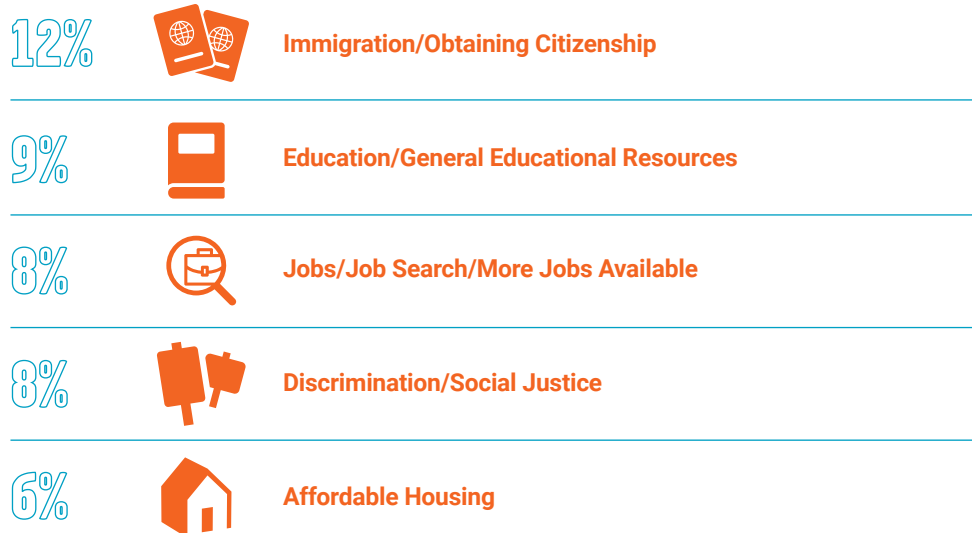 12%
Immigration/Obtaining Citizenship
9%
Education/General Educational Resources
8%
Jobs/Job Search/More Jobs Available
8%
Discrimination/Social Justice
6%
Affordable Housing